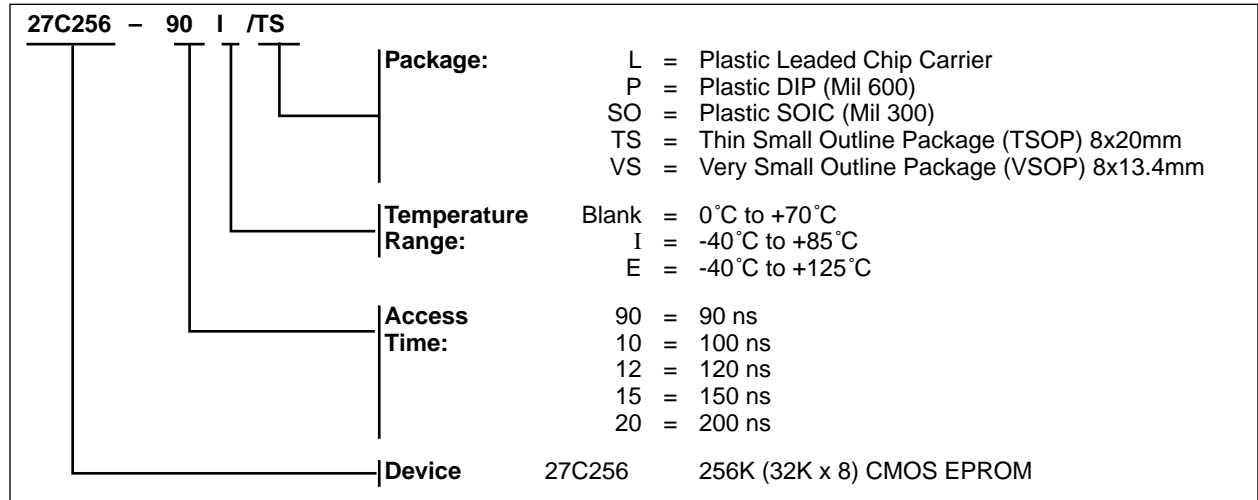 27C256 – 90 I /TS
Package: L = Plastic Leaded Chip Carrier
P = Plastic DIP (Mil 600)
SO = Plastic SOIC (Mil 300)
TS = Thin Small Outline Package (TSOP) 8x20mm
VS = Very Small Outline Package (VSOP) 8x13.4mm
Temperature Blank = 0˚C to +70˚C
Range: I = -40˚C to +85˚C
E = -40˚C to +125˚C
Access 90 = 90 ns
Time: 10 = 100 ns
12 = 120 ns
15 = 150 ns
20 = 200 ns
Device 27C256 256K (32K x 8) CMOS EPROM